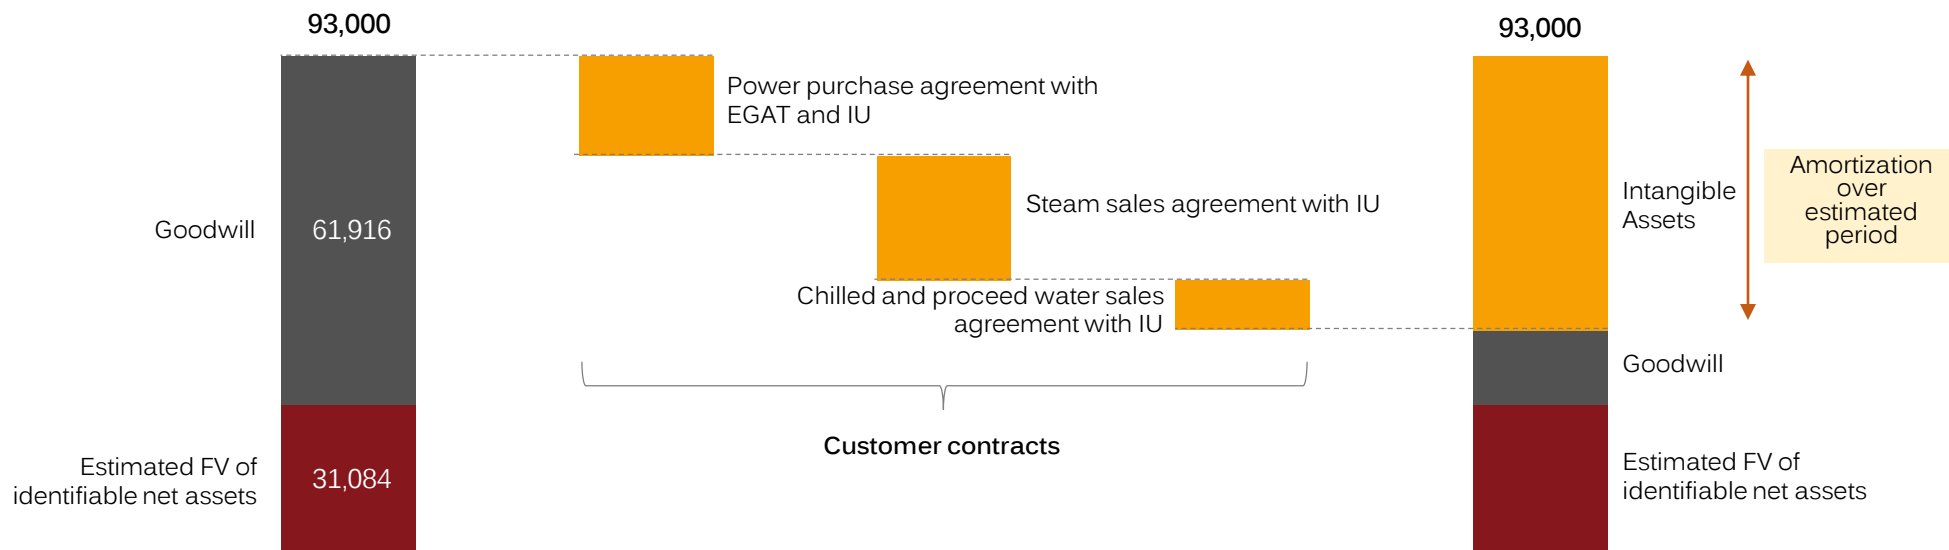 93,000
Goodwill
61,916
Estimated FV of
identifiable net assets
31,084
Power purchase agreement with
EGAT and IU
Steam sales agreement with IU
Chilled and proceed water sales
agreement with IU
Customer contracts
93,000
Intangible
Assets
Amortization
over
estimated
period
Goodwill
Estimated FV of
identifiable net assets